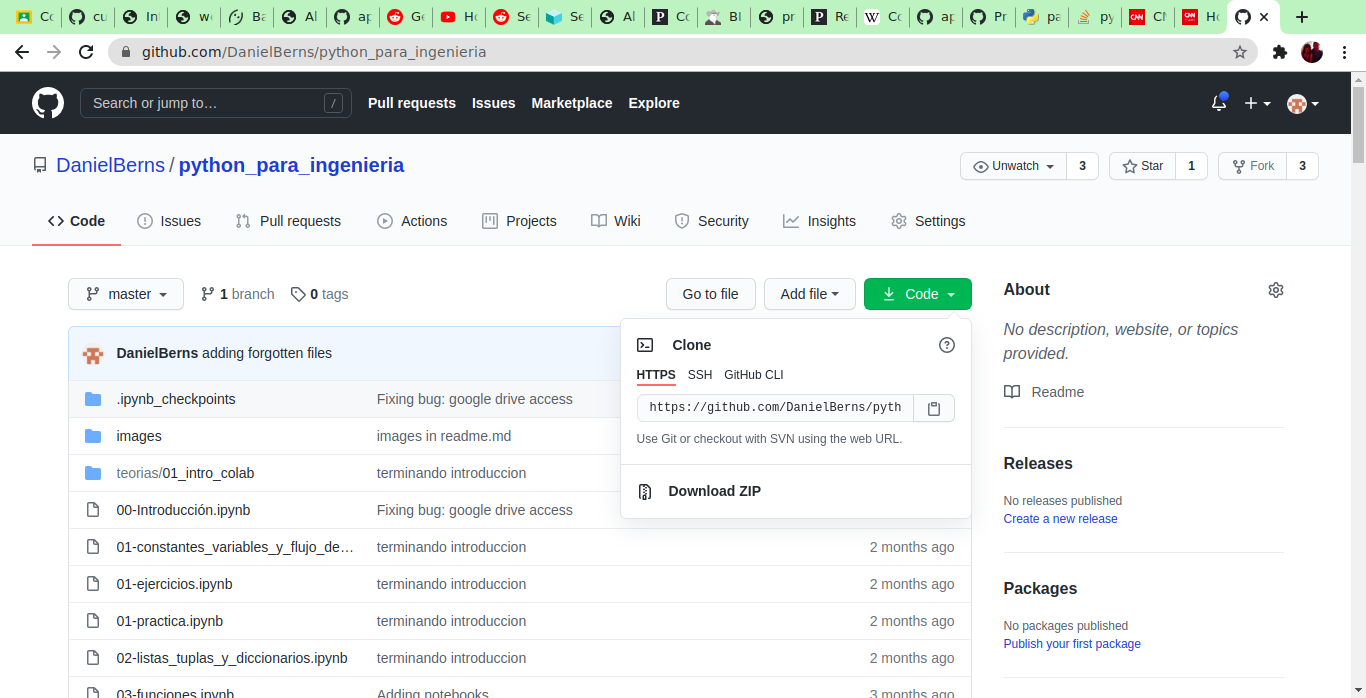 Co cu Int we Ba Al ap Ge Ho Se Se Al Co Bl pr Re Co ap Pr pa py CN Ho
github.com/DanielBerns/python_para_ingenieria
Search or jump to… / Pull requests Issues Marketplace Explore
DanielBerns / python_para_ingenieria Unwatch 3 Star 1 Fork 3
Code Issues Pull requests Actions Projects Wiki Security Insights Settings
master 1 branch 0 tags Go to file Add file Code
DanielBerns adding forgotten files
.ipynb_checkpoints Fixing bug: google drive access
images images in readme.md
teorias/01_intro_colab terminando introduccion
00-Introducción.ipynb Fixing bug: google drive access
01-constantes_variables_y_flujo_de… terminando introduccion 2 months ago
01-ejercicios.ipynb terminando introduccion 2 months ago
01-practica.ipynb terminando introduccion 2 months ago
02-listas_tuplas_y_diccionarios.ipynb terminando introduccion 2 months ago
03-funciones.ipynb Adding notebooks 3 months ago
Clone
HTTPS SSH GitHub CLI
https://github.com/DanielBerns/pyth
Use Git or checkout with SVN using the web URL.
Download ZIP
About
No description, website, or topics
provided.
Readme
Releases
No releases published
Create a new release
Packages
No packages published
Publish your first package